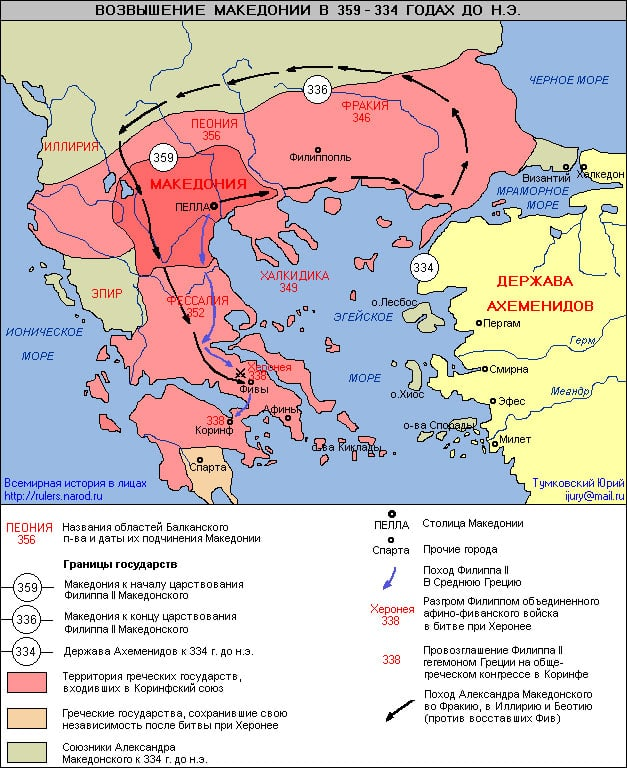 ВОЗВЫШЕНИЕ МАКЕДОНИИ В 359 - 334 ГОДАХ ДО Н.Э.
ЧЕРНОЕ МОРЕ
336
ФРАКИЯ
346
ПЕОНИЯ
356
ИЛЛИРИЯ
359
Филиппополь
Византий
Халкедон
МАКЕДОНИЯ
МРАМОРНОЕ
МОРЕ
ПЕЛЛА
334
ХАЛКИДИКА
349
ДЕРЖАВА
АХЕМЕНИДОВ
ЭПИР
ФЕССАЛИЯ
352
о.Лесбос
ЭГЕЙСКОЕ
Пергам
ИОНИЧЕСКОЕ
МОРЕ
Герм
Херонея
338
МОРЕ
Смирна
Фивы
о.Хиос
Меандр
Эфес
338
Коринф
Афины
о-ва Спорады
Милет
о-ва Киклады
Спарта
Всемирная история в лицах
http://rulers.narod.ru
Тумковский Юрий
ijury@mail.ru
ПЕОНИЯ
356
Названия областей Балканского
п-ва и даты их подчинения Македонии
Границы государств
359
Македония к началу царствования
Филиппа II Македонского
336
Македония к концу царствования
Филиппа II Македонского
334
Держава Ахеменидов к 334 г. до н.э.
Территория греческих государств,
входивших в Коринфский союз
Греческие государства, сохранившие свою
независимость после битвы при Херонее
Союзники Александра
Македонского к 334 г. до н.э.
ПЕЛЛА
Столица Македонии
Спарта
Прочие города
Поход Филиппа II
В Среднюю Грецию
Херонея
338
Разгром Филиппом объединенного
афино-фиванского войска
в битве при Херонее
338
Провозглашение Филиппа II
гегемоном Греции на обще-
греческом конгрессе в Коринфе
Поход Александра Македонского
во Фракию, в Иллирию и Беотию
(против восставших Фив)